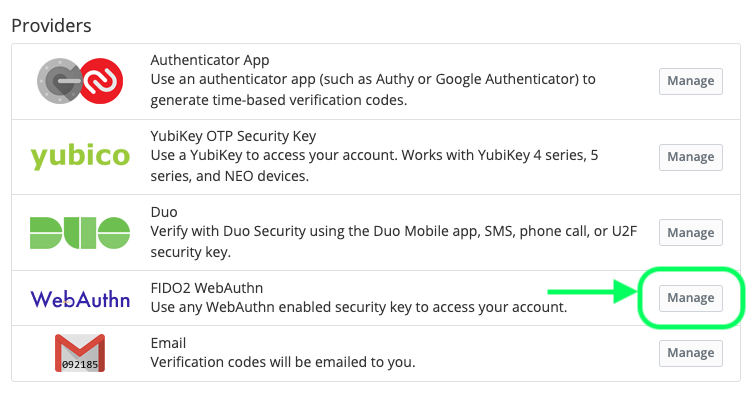 Providers
Authenticator App
Use an authenticator app (such as Authy or Google Authenticator) to
generate time-based verification codes.
Manage
yubico
YubiKey OTP Security Key
Use a YubiKey to access your account. Works with YubiKey 4 series, 5
series, and NEO devices.
Manage
DUO
Duo
Verify with Duo Security using the Duo Mobile app, SMS, phone call, or U2F
security key.
Manage
WebAuthn
FIDO2 WebAuthn
Use any WebAuthn enabled security key to access your account.
Manage
092185
Email
Verification codes will be emailed to you.
Manage